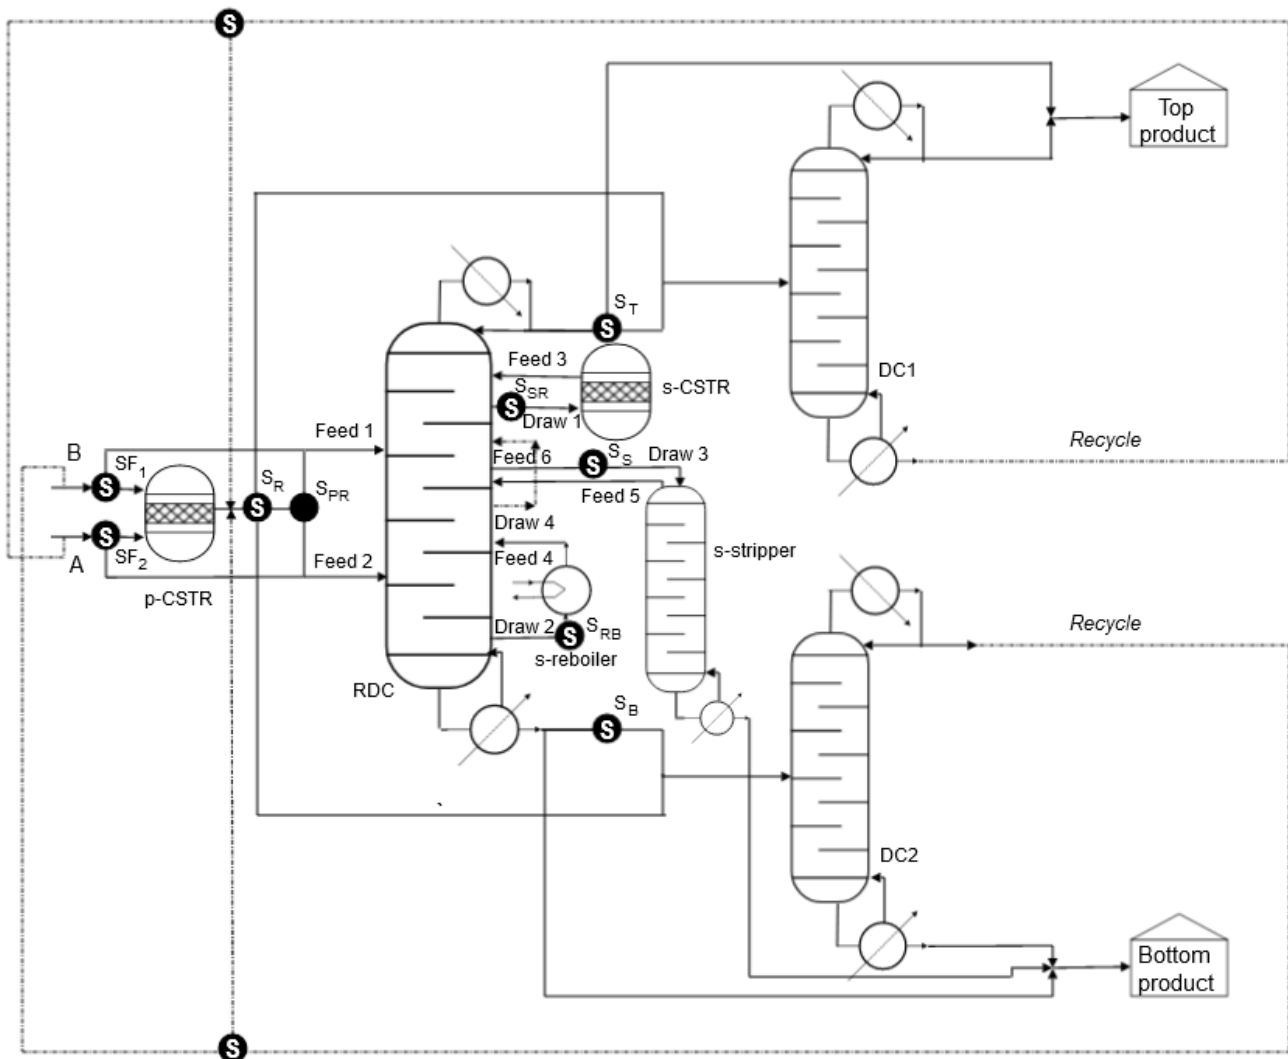 S
Top
product
S_T
S
Feed 3
s-CSTR
S_SR
S
Draw 1
DC1
Feed 1
S_S
Recycle
B
Feed 6
S
Draw 3
SF_1
S
S_R
S_PR
Feed 5
S
Draw 4
s-stripper
S
SF_2
A
Feed 2
Feed 4
p-CSTR
Draw 2
S
S_RB
Recycle
s-reboiler
RDC
S_B
S
DC2
Bottom
product
S